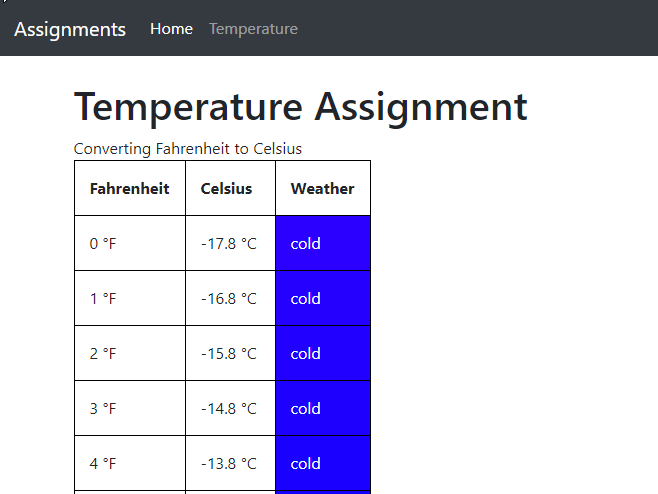 Assignments Home Temperature
Temperature Assignment
Converting Fahrenheit to Celsius
Fahrenheit Celsius Weather
0 °F -17.8 °C cold
1 °F -16.8 °C cold
2 °F -15.8 °C cold
3 °F -14.8 °C cold
4 °F -13.8 °C cold